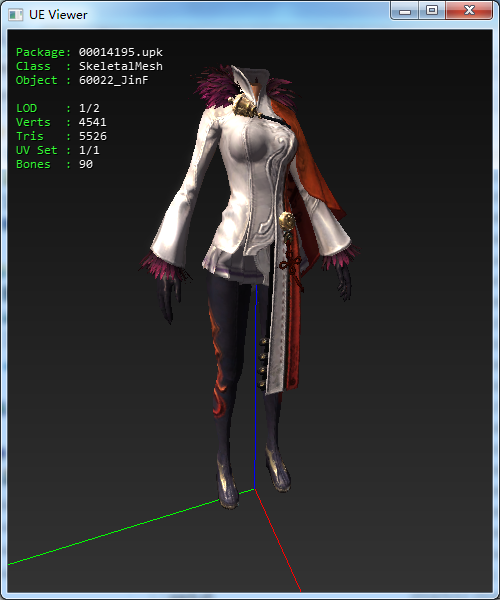 UE Viewer
Package: 00014195.upk
Class : SkeletalMesh
Object : 60022_JinF
LOD : 1/2
Verts : 4541
Tris : 5526
UV Set : 1/1
Bones : 90